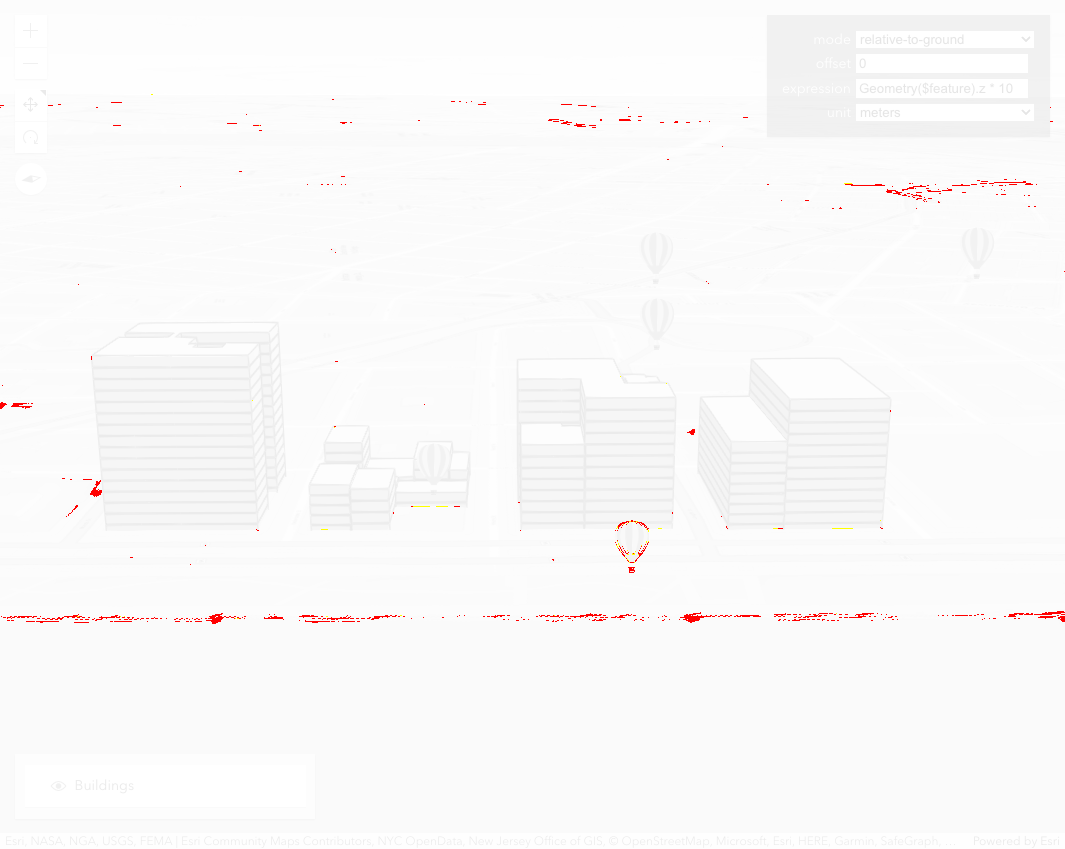 mode relative-to-ground
offset 0
expression Geometry($feature).z * 10
unit meters
Buildings
Esri, NASA, NGA, USGS, FEMA | Esri Community Maps Contributors, NYC OpenData, New Jersey Office of GIS, © OpenStreetMap, Microsoft, Esri, HERE, Garmin, SafeGraph, ... Powered by Esri